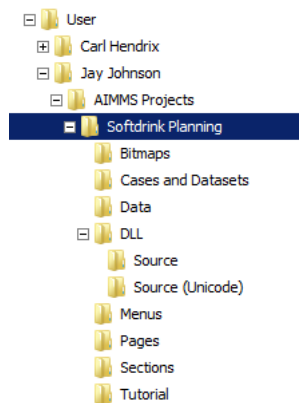 User
Carl Hendrix
Jay Johnson
AIMMS Projects
Softdrink Planning
Bitmaps
Cases and Datasets
Data
DLL
Source
Source (Unicode)
Menus
Pages
Sections
Tutorial